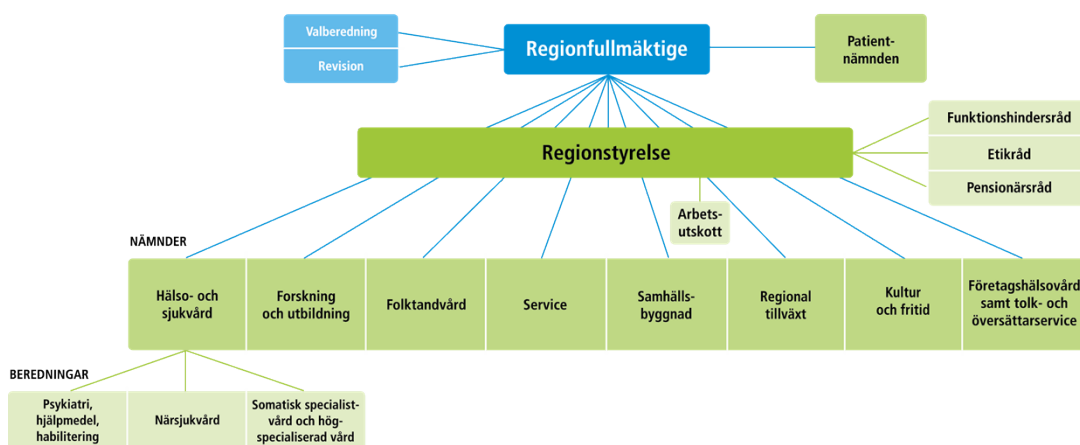 Valberedning
Revision
Regionfullmäktige
Patient-
nämnden
Regionstyrelse
Funktionshindersråd
Etikråd
Pensionärsråd
Arbets-
utskott
NÄMNDER
Hälso- och
sjukvård
Forskning
och utbildning
Folktandvård
Service
Samhälls-
byggnad
Regional
tillväxt
Kultur
och fritid
Företagshälsovård
samt tolk- och
översättarservice
BEREDNINGAR
Psykiatri,
hjälpmedel,
habilitering
Närsjukvård
Somatisk specialist-
vård och hög-
specialiserad vård